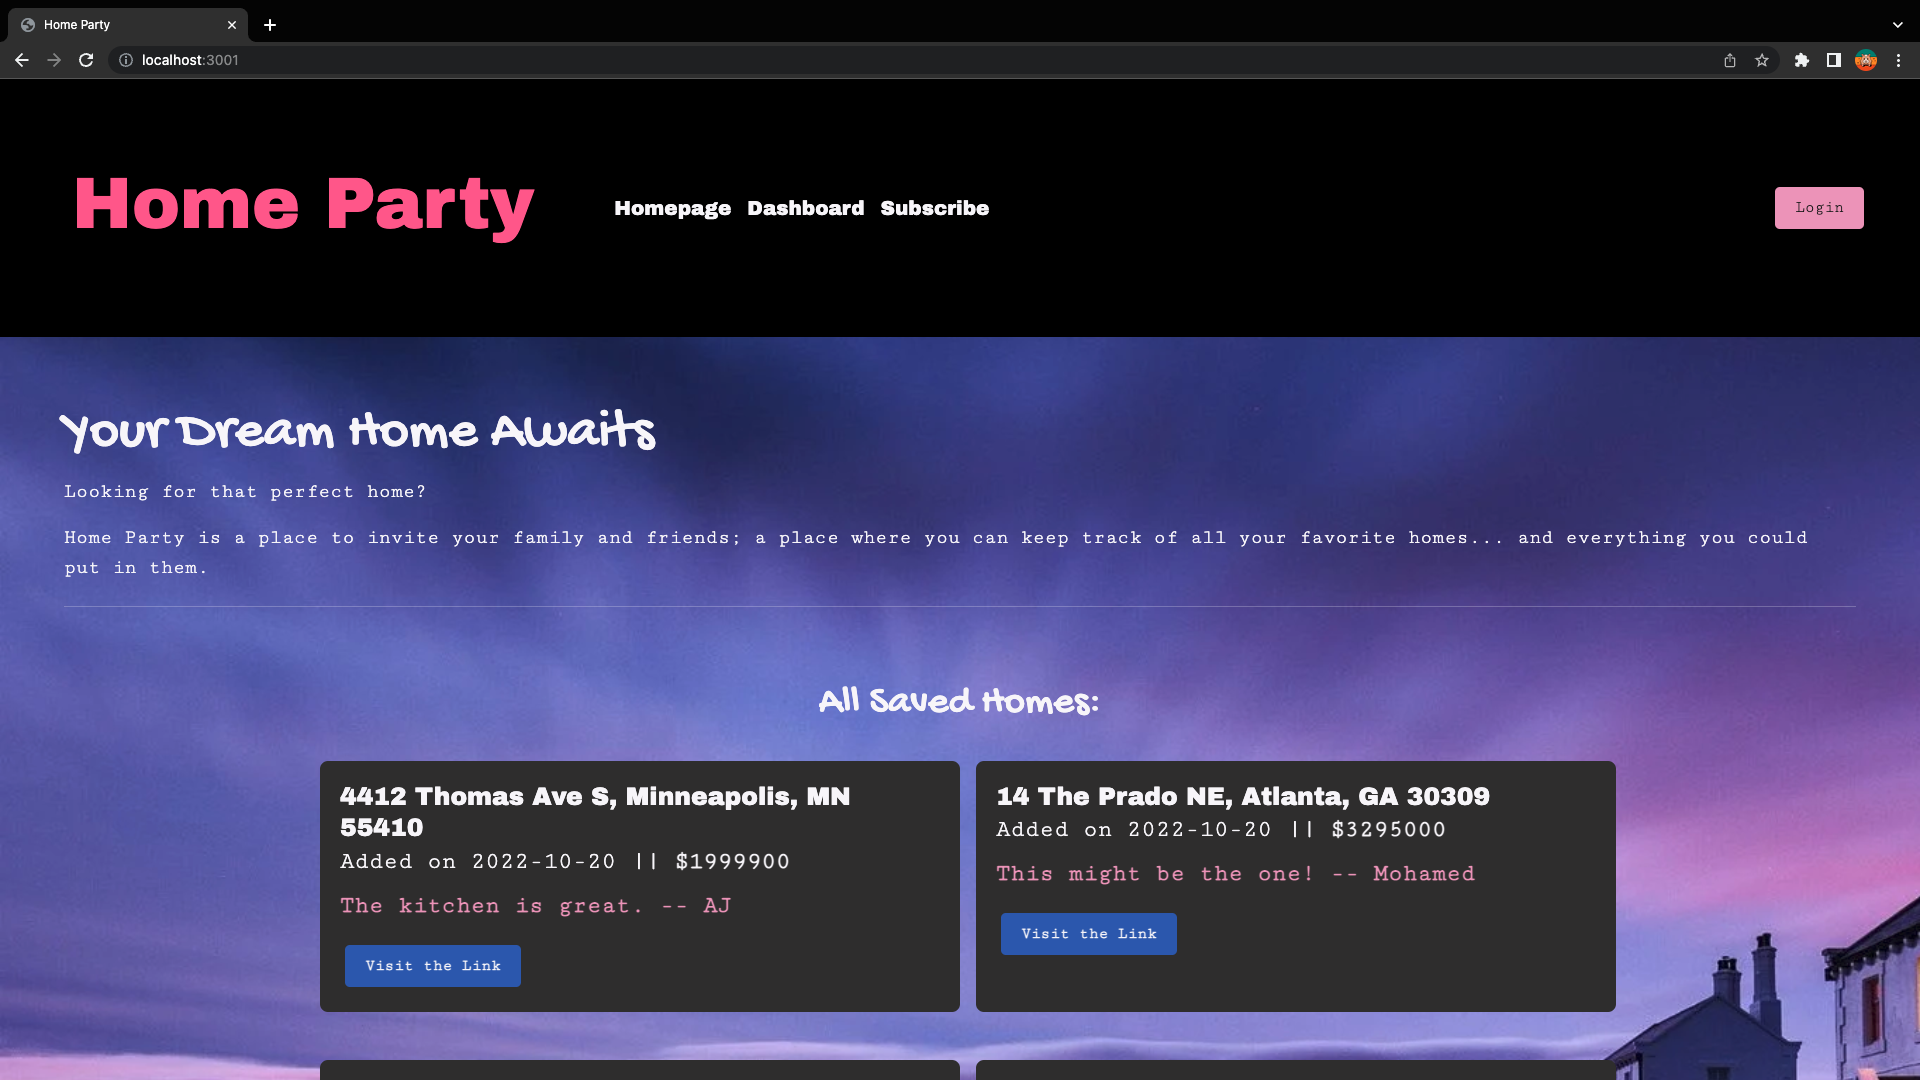 Home Party
localhost:3001
Home Party
Homepage Dashboard Subscribe
Login
Your Dream Home Awaits
Looking for that perfect home?
Home Party is a place to invite your family and friends; a place where you can keep track of all your favorite homes... and everything you could
put in them.
All Saved Homes:
4412 Thomas Ave S, Minneapolis, MN
55410
Added on 2022-10-20 || $1999900
The kitchen is great. -- AJ
Visit the Link
14 The Prado NE, Atlanta, GA 30309
Added on 2022-10-20 || $3295000
This might be the one! -- Mohamed
Visit the Link